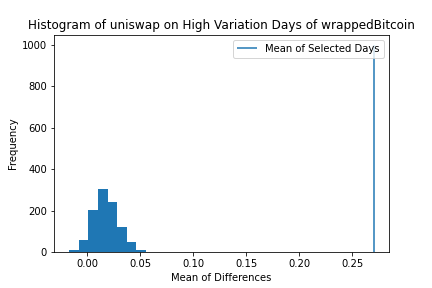 Histogram of uniswap on High Variation Days of wrappedBitcoin
Mean of Selected Days
1000
800
600
400
200
0
Frequency
0.00 0.05 0.10 0.15 0.20 0.25
Mean of Differences